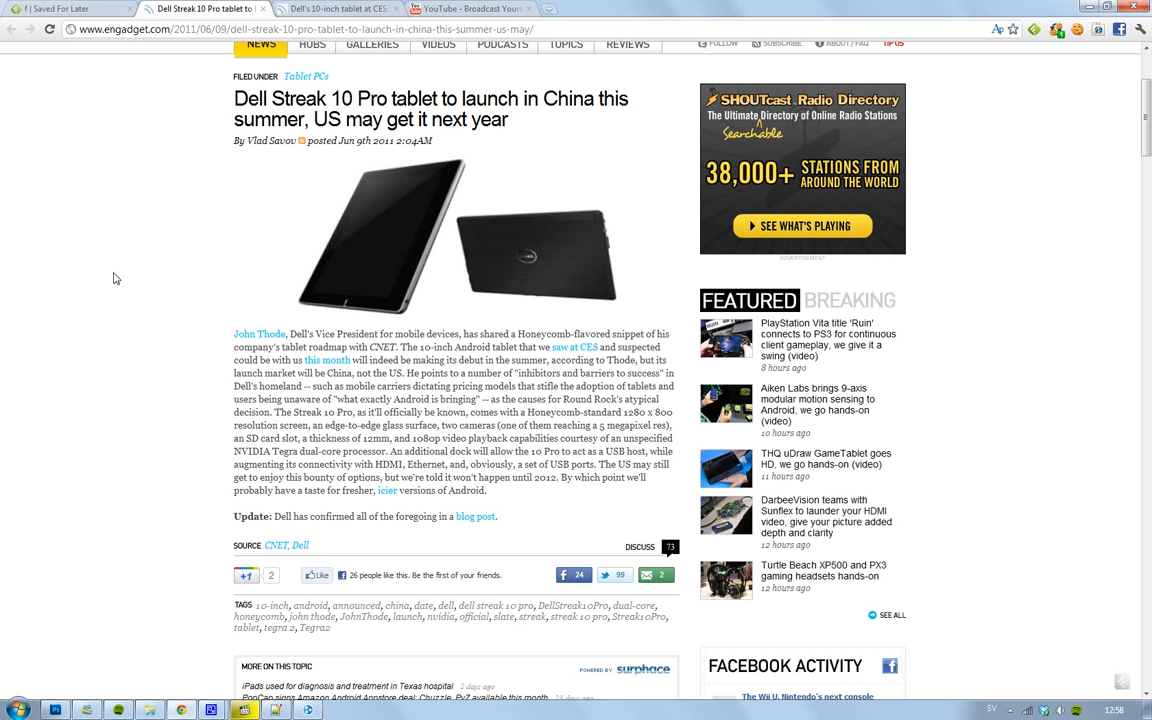 f | Saved For Later
Dell Streak 10 Pro tablet to l
Dell's 10-inch tablet at CES
YouTube - Broadcast Yours
www.engadget.com/2011/06/09/dell-streak-10-pro-tablet-to-launch-in-china-this-summer-us-may/
NEWS HUBS GALLERIES VIDEOS PODCASTS TOPICS REVIEWS FOLLOW SUBSCRIBE ABOUT / FAQ TIP US
FILED UNDER Tablet PCs
Dell Streak 10 Pro tablet to launch in China this
summer, US may get it next year
By Vlad Savov posted Jun 9th 2011 2:04AM
John Thode, Dell's Vice President for mobile devices, has shared a Honeycomb-flavored snippet of his
company's tablet roadmap with CNET. The 10-inch Android tablet that we saw at CES and suspected
could be with us this month will indeed be making its debut in the summer, according to Thode, but its
launch market will be China, not the US. He points to a number of "inhibitors and barriers to success" in
Dell's homeland -- such as mobile carriers dictating pricing models that stifle the adoption of tablets and
users being unaware of "what exactly Android is bringing" -- as the causes for Round Rock's atypical
decision. The Streak 10 Pro, as it'll officially be known, comes with a Honeycomb-standard 1280 x 800
resolution screen, an edge-to-edge glass surface, two cameras (one of them reaching a 5 megapixel res),
an SD card slot, a thickness of 12mm, and 1080p video playback capabilities courtesy of an unspecified
NVIDIA Tegra dual-core processor. An additional dock will allow the 10 Pro to act as a USB host, while
augmenting its connectivity with HDMI, Ethernet, and, obviously, a set of USB ports. The US may still
get to enjoy this bounty of options, but we're told it won't happen until 2012. By which point we'll
probably have a taste for fresher, icier versions of Android.
Update: Dell has confirmed all of the foregoing in a blog post.
SOURCE CNET, Dell
DISCUSS 73
+1 2 Like 26 people like this. Be the first of your friends. 24 99 2
TAGS 10-inch, android, announced, china, date, dell, dell streak 10 pro, DellStreak10Pro, dual-core,
honeycomb, john thode, JohnThode, launch, nvidia, official, slate, streak, streak 10 pro, Streak10Pro,
tablet, tegra 2, Tegra2
MORE ON THIS TOPIC
POWERED BY surphace
iPads used for diagnosis and treatment in Texas hospital 2 days ago
SHOUTcast Radio Directory
The Ultimate Directory of Online Radio Stations
Searchable
38,000+ STATIONS FROM
AROUND THE WORLD
SEE WHAT'S PLAYING
ADVERTISEMENT
FEATURED BREAKING
PlayStation Vita title 'Ruin'
connects to PS3 for continuous
client gameplay, we give it a
swing (video)
8 hours ago
Aiken Labs brings 9-axis
modular motion sensing to
Android, we go hands-on
(video)
10 hours ago
THQ uDraw GameTablet goes
HD, we go hands-on (video)
11 hours ago
DarbeeVision teams with
Sunflex to launder your HDMI
video, give your picture added
depth and clarity
12 hours ago
Turtle Beach XP500 and PX3
gaming headsets hands-on
12 hours ago
SEE ALL
FACEBOOK ACTIVITY
The Wii U, Nintendo's next console
SV
12:58